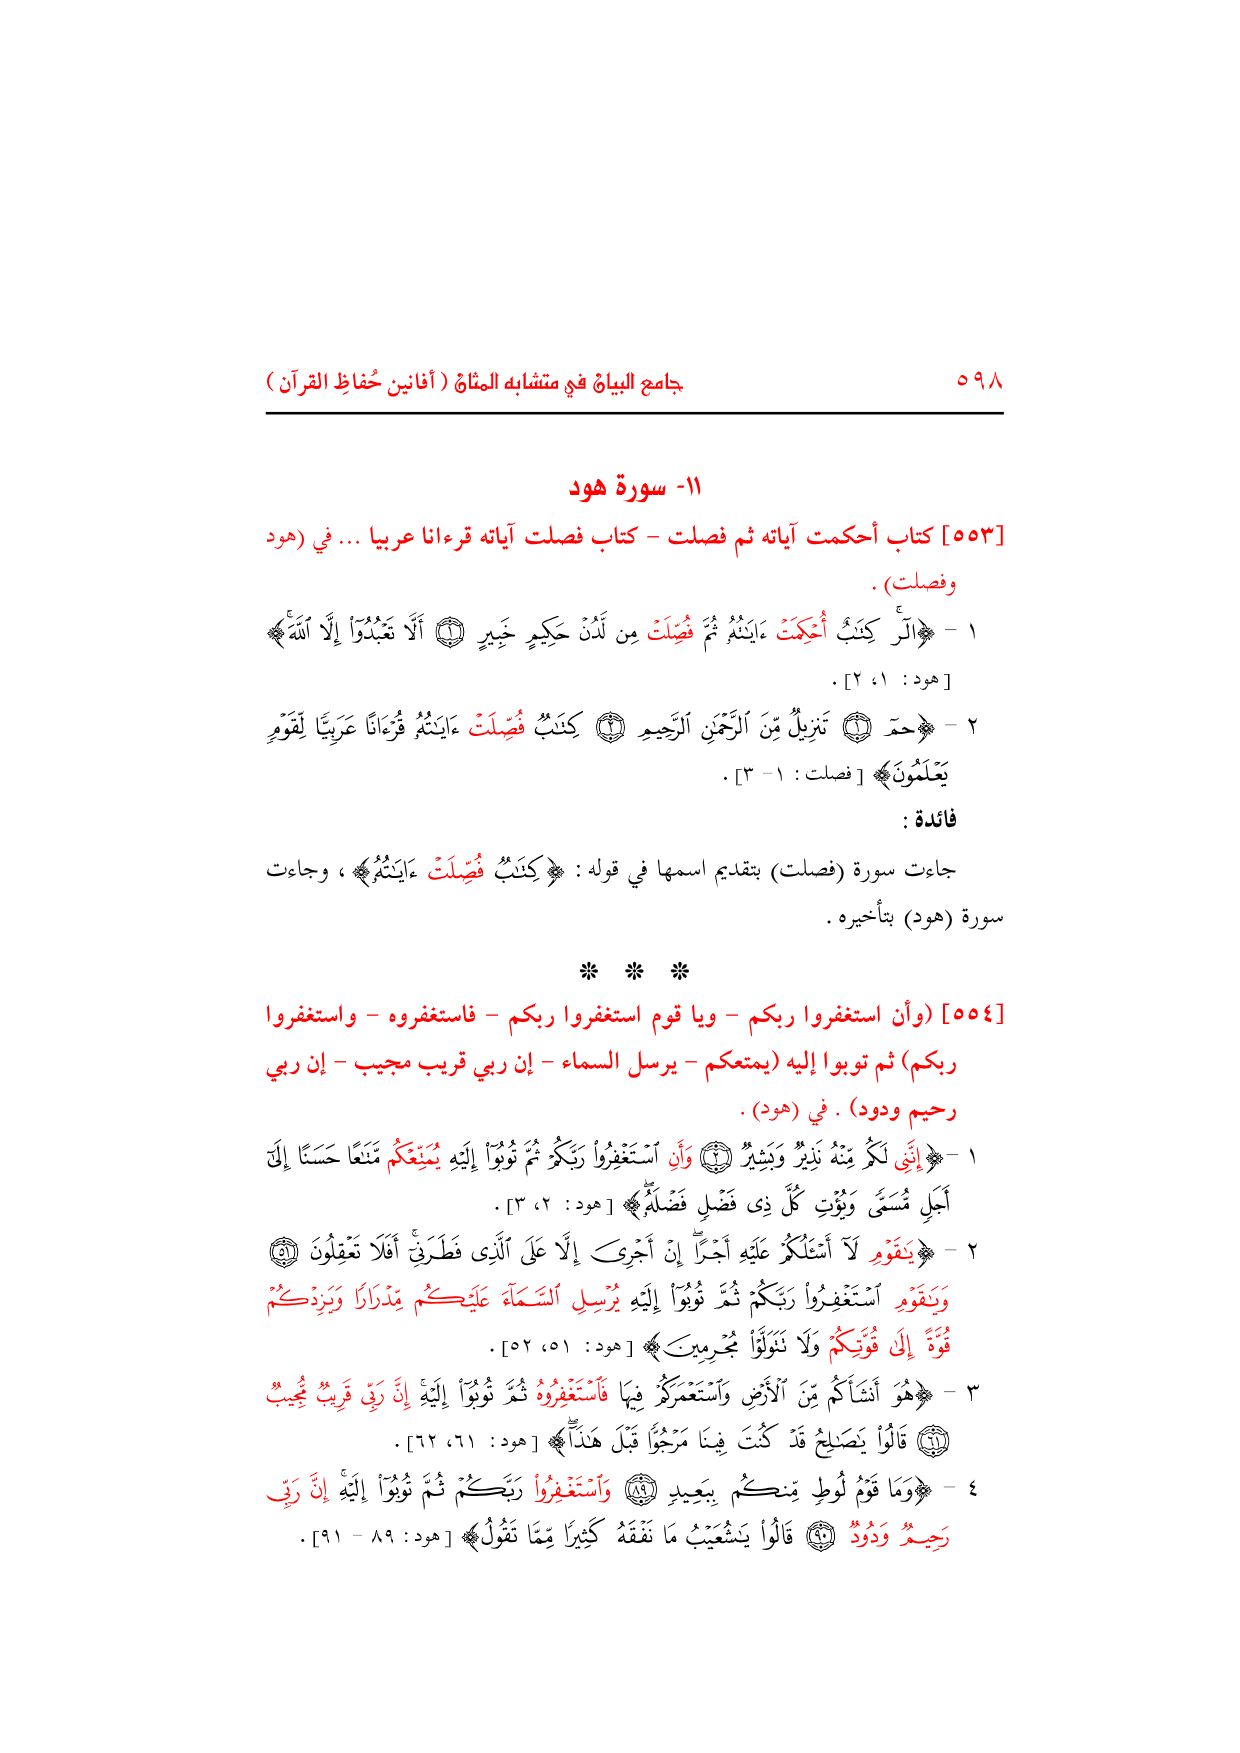 ٥٩٨ جامع البيان في متشابه المثان ( أفانين حُفاظِ القرآن )
١١- سورة هود
[٥٥٣] كتاب أحكمت آياته ثم فصلت – كتاب فصلت آياته قرءانا عربيا ... في (هود
وفصلت) .
١ – ﴿الٓرۚ كِتَٰبٌ أُحۡكِمَتۡ ءَايَٰتُهُۥ ثُمَّ فُصِّلَتۡ مِن لَّدُنۡ حَكِيمٍ خَبِيرٍ ١ أَلَّا تَعۡبُدُوٓاْ إِلَّا ٱللَّهَۚ﴾
[هود: ١، ٢] .
٢ – ﴿حمٓ ١ تَنزِيلٌ مِّنَ ٱلرَّحۡمَٰنِ ٱلرَّحِيمِ ٢ كِتَٰبٌ فُصِّلَتۡ ءَايَٰتُهُۥ قُرۡءَانًا عَرَبِيًّا لِّقَوۡمٍ
يَعۡلَمُونَ﴾ [فصلت: ١ – ٣] .
فائدة :
جاءت سورة (فصلت) بتقديم اسمها في قوله : ﴿كِتَٰبٌ فُصِّلَتۡ ءَايَٰتُهُۥ﴾ ، وجاءت
سورة (هود) بتأخيره .
❊ ❊ ❊
[٥٥٤] (وأن استغفروا ربكم – ويا قوم استغفروا ربكم – فاستغفروه – واستغفروا
ربكم) ثم توبوا إليه (يمتعكم – يرسل السماء – إن ربي قريب مجيب – إن ربي
رحيم ودود) . في (هود) .
١ –﴿إِنَّنِي لَكُم مِّنۡهُ نَذِيرٌ وَبَشِيرٌ ٢ وَأَنِ ٱسۡتَغۡفِرُواْ رَبَّكُمۡ ثُمَّ تُوبُوٓاْ إِلَيۡهِ يُمَتِّعۡكُم مَّتَٰعًا حَسَنًا إِلَىٰٓ
أَجَلٍ مُّسَمًّى وَيُؤۡتِ كُلَّ ذِي فَضۡلٍ فَضۡلَهُۥۖ﴾ [هود: ٢، ٣] .
٢ – ﴿يَٰقَوۡمِ لَآ أَسۡـَٔلُكُمۡ عَلَيۡهِ أَجۡرًاۖ إِنۡ أَجۡرِيَ إِلَّا عَلَى ٱلَّذِي فَطَرَنِيٓۚ أَفَلَا تَعۡقِلُونَ ٥١
وَيَٰقَوۡمِ ٱسۡتَغۡفِرُواْ رَبَّكُمۡ ثُمَّ تُوبُوٓاْ إِلَيۡهِ يُرۡسِلِ ٱلسَّمَآءَ عَلَيۡكُم مِّدۡرَارًا وَيَزِدۡكُمۡ
قُوَّةً إِلَىٰ قُوَّتِكُمۡ وَلَا تَتَوَلَّوۡاْ مُجۡرِمِينَ﴾ [هود: ٥١، ٥٢] .
٣ – ﴿هُوَ أَنشَأَكُم مِّنَ ٱلۡأَرۡضِ وَٱسۡتَعۡمَرَكُمۡ فِيهَا فَٱسۡتَغۡفِرُوهُ ثُمَّ تُوبُوٓاْ إِلَيۡهِۚ إِنَّ رَبِّي قَرِيبٌ مُّجِيبٌ
٦١ قَالُواْ يَٰصَٰلِحُ قَدۡ كُنتَ فِينَا مَرۡجُوًّا قَبۡلَ هَٰذَآۖ﴾ [هود: ٦١، ٦٢] .
٤ – ﴿وَمَا قَوۡمُ لُوطٍ مِّنكُم بِبَعِيدٍ ٨٩ وَٱسۡتَغۡفِرُواْ رَبَّكُمۡ ثُمَّ تُوبُوٓاْ إِلَيۡهِۚ إِنَّ رَبِّي
رَحِيمٌ وَدُودٌ ٩٠ قَالُواْ يَٰشُعَيۡبُ مَا نَفۡقَهُ كَثِيرًا مِّمَّا تَقُولُ﴾ [هود: ٨٩ – ٩١] .